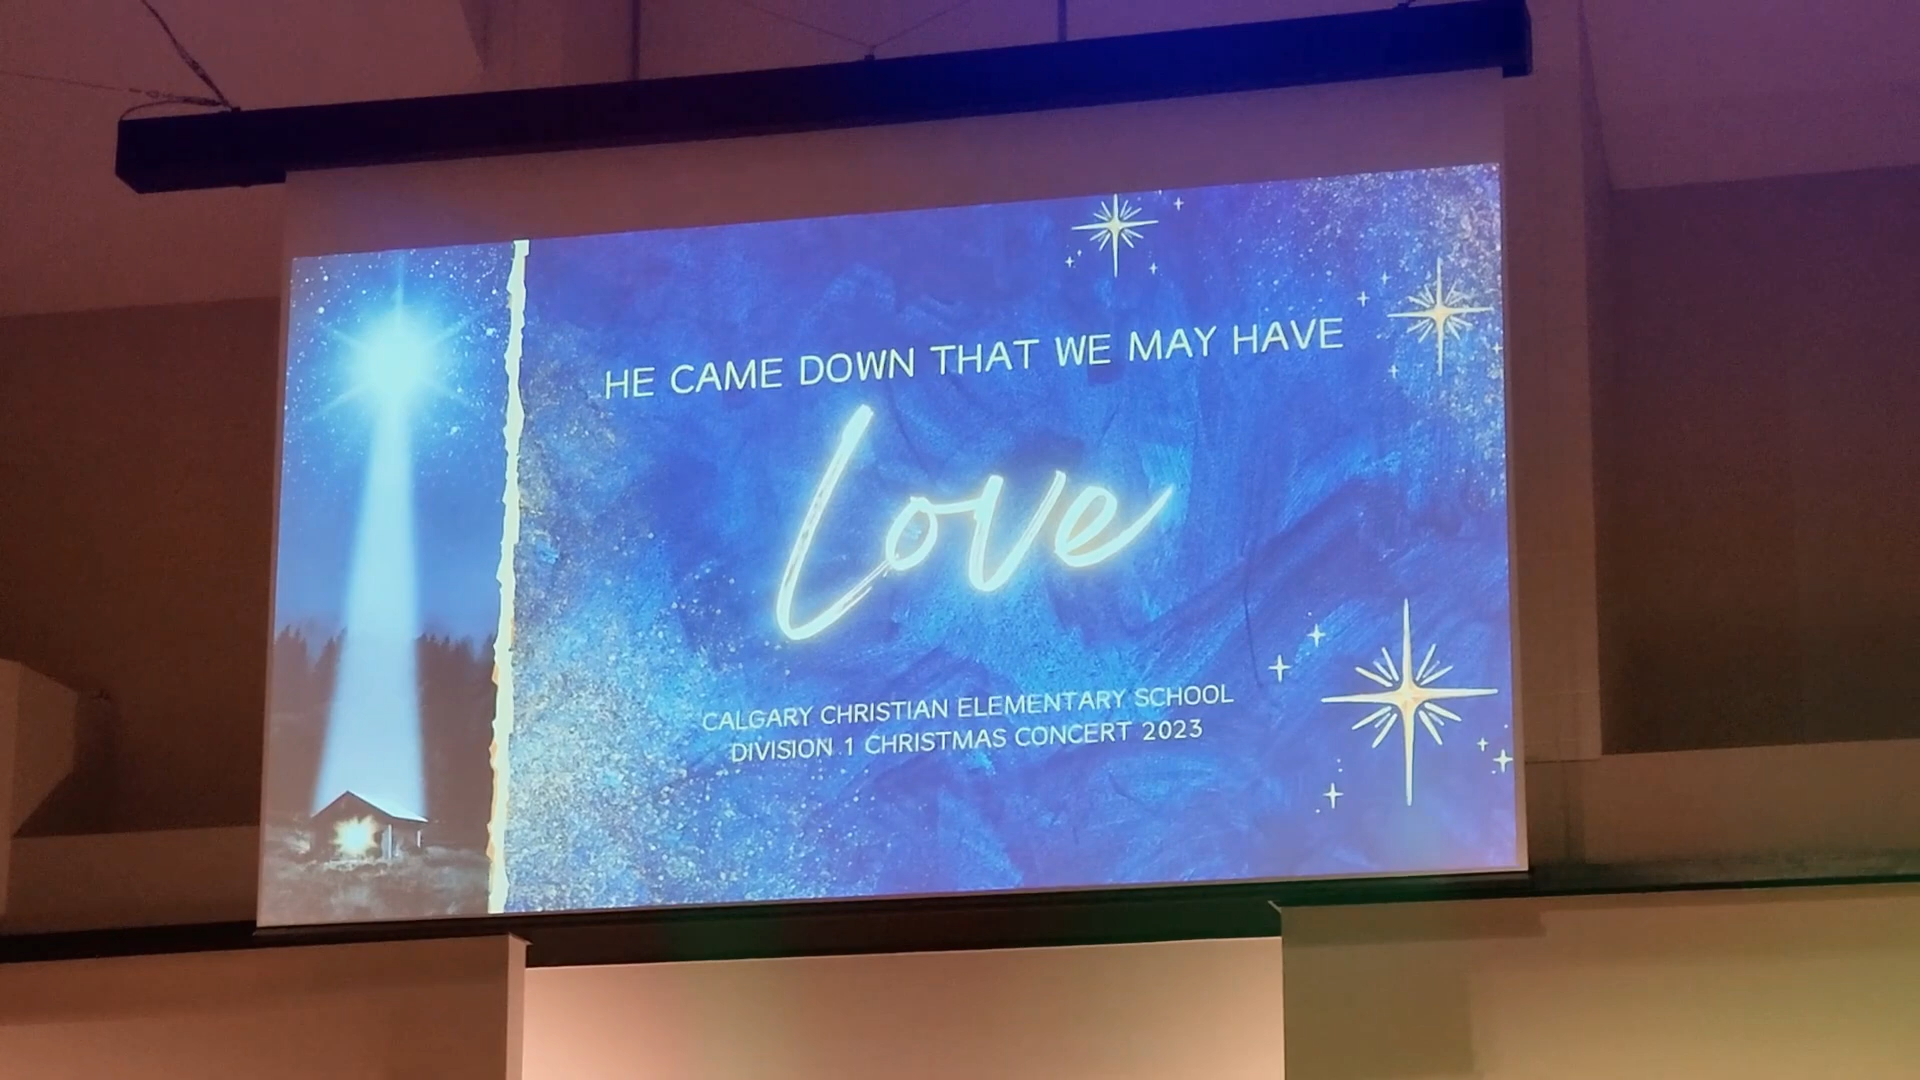 HE CAME DOWN THAT WE MAY HAVE
Love
CALGARY CHRISTIAN ELEMENTARY SCHOOL
DIVISION 1 CHRISTMAS CONCERT 2023